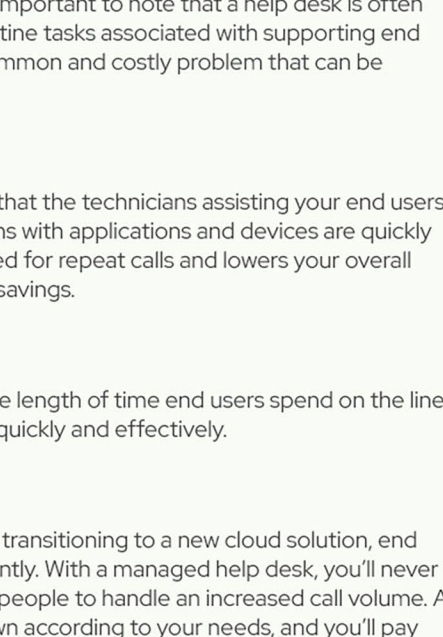 mportant to note that a help desk is often
tine tasks associated with supporting end
mmon and costly problem that can be
that the technicians assisting your end users
ns with applications and devices are quickly
ed for repeat calls and lowers your overall
savings.
e length of time end users spend on the line
quickly and effectively.
transitioning to a new cloud solution, end
ntly. With a managed help desk, you'll never
people to handle an increased call volume. A
wn according to your needs, and you'll pay